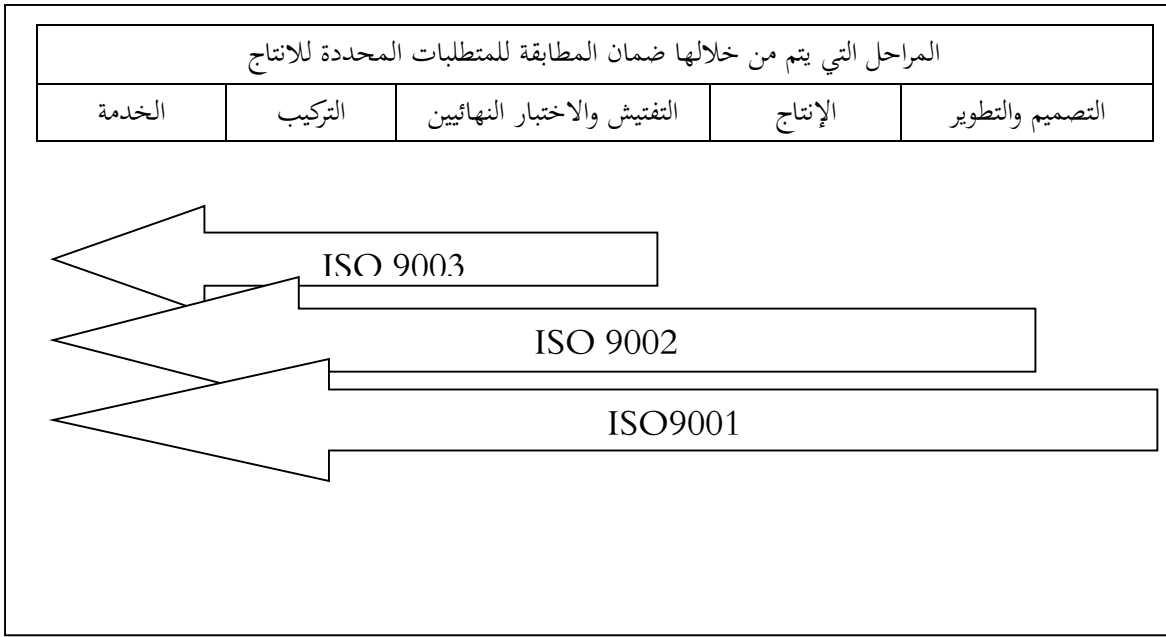 المراحل التي يتم من خلالها ضمان المطابقة للمتطلبات المحددة للانتاج
التصميم والتطوير الإنتاج التفتيش والاختبار النهائيين التركيب الخدمة
ISO 9003
ISO 9002
ISO9001